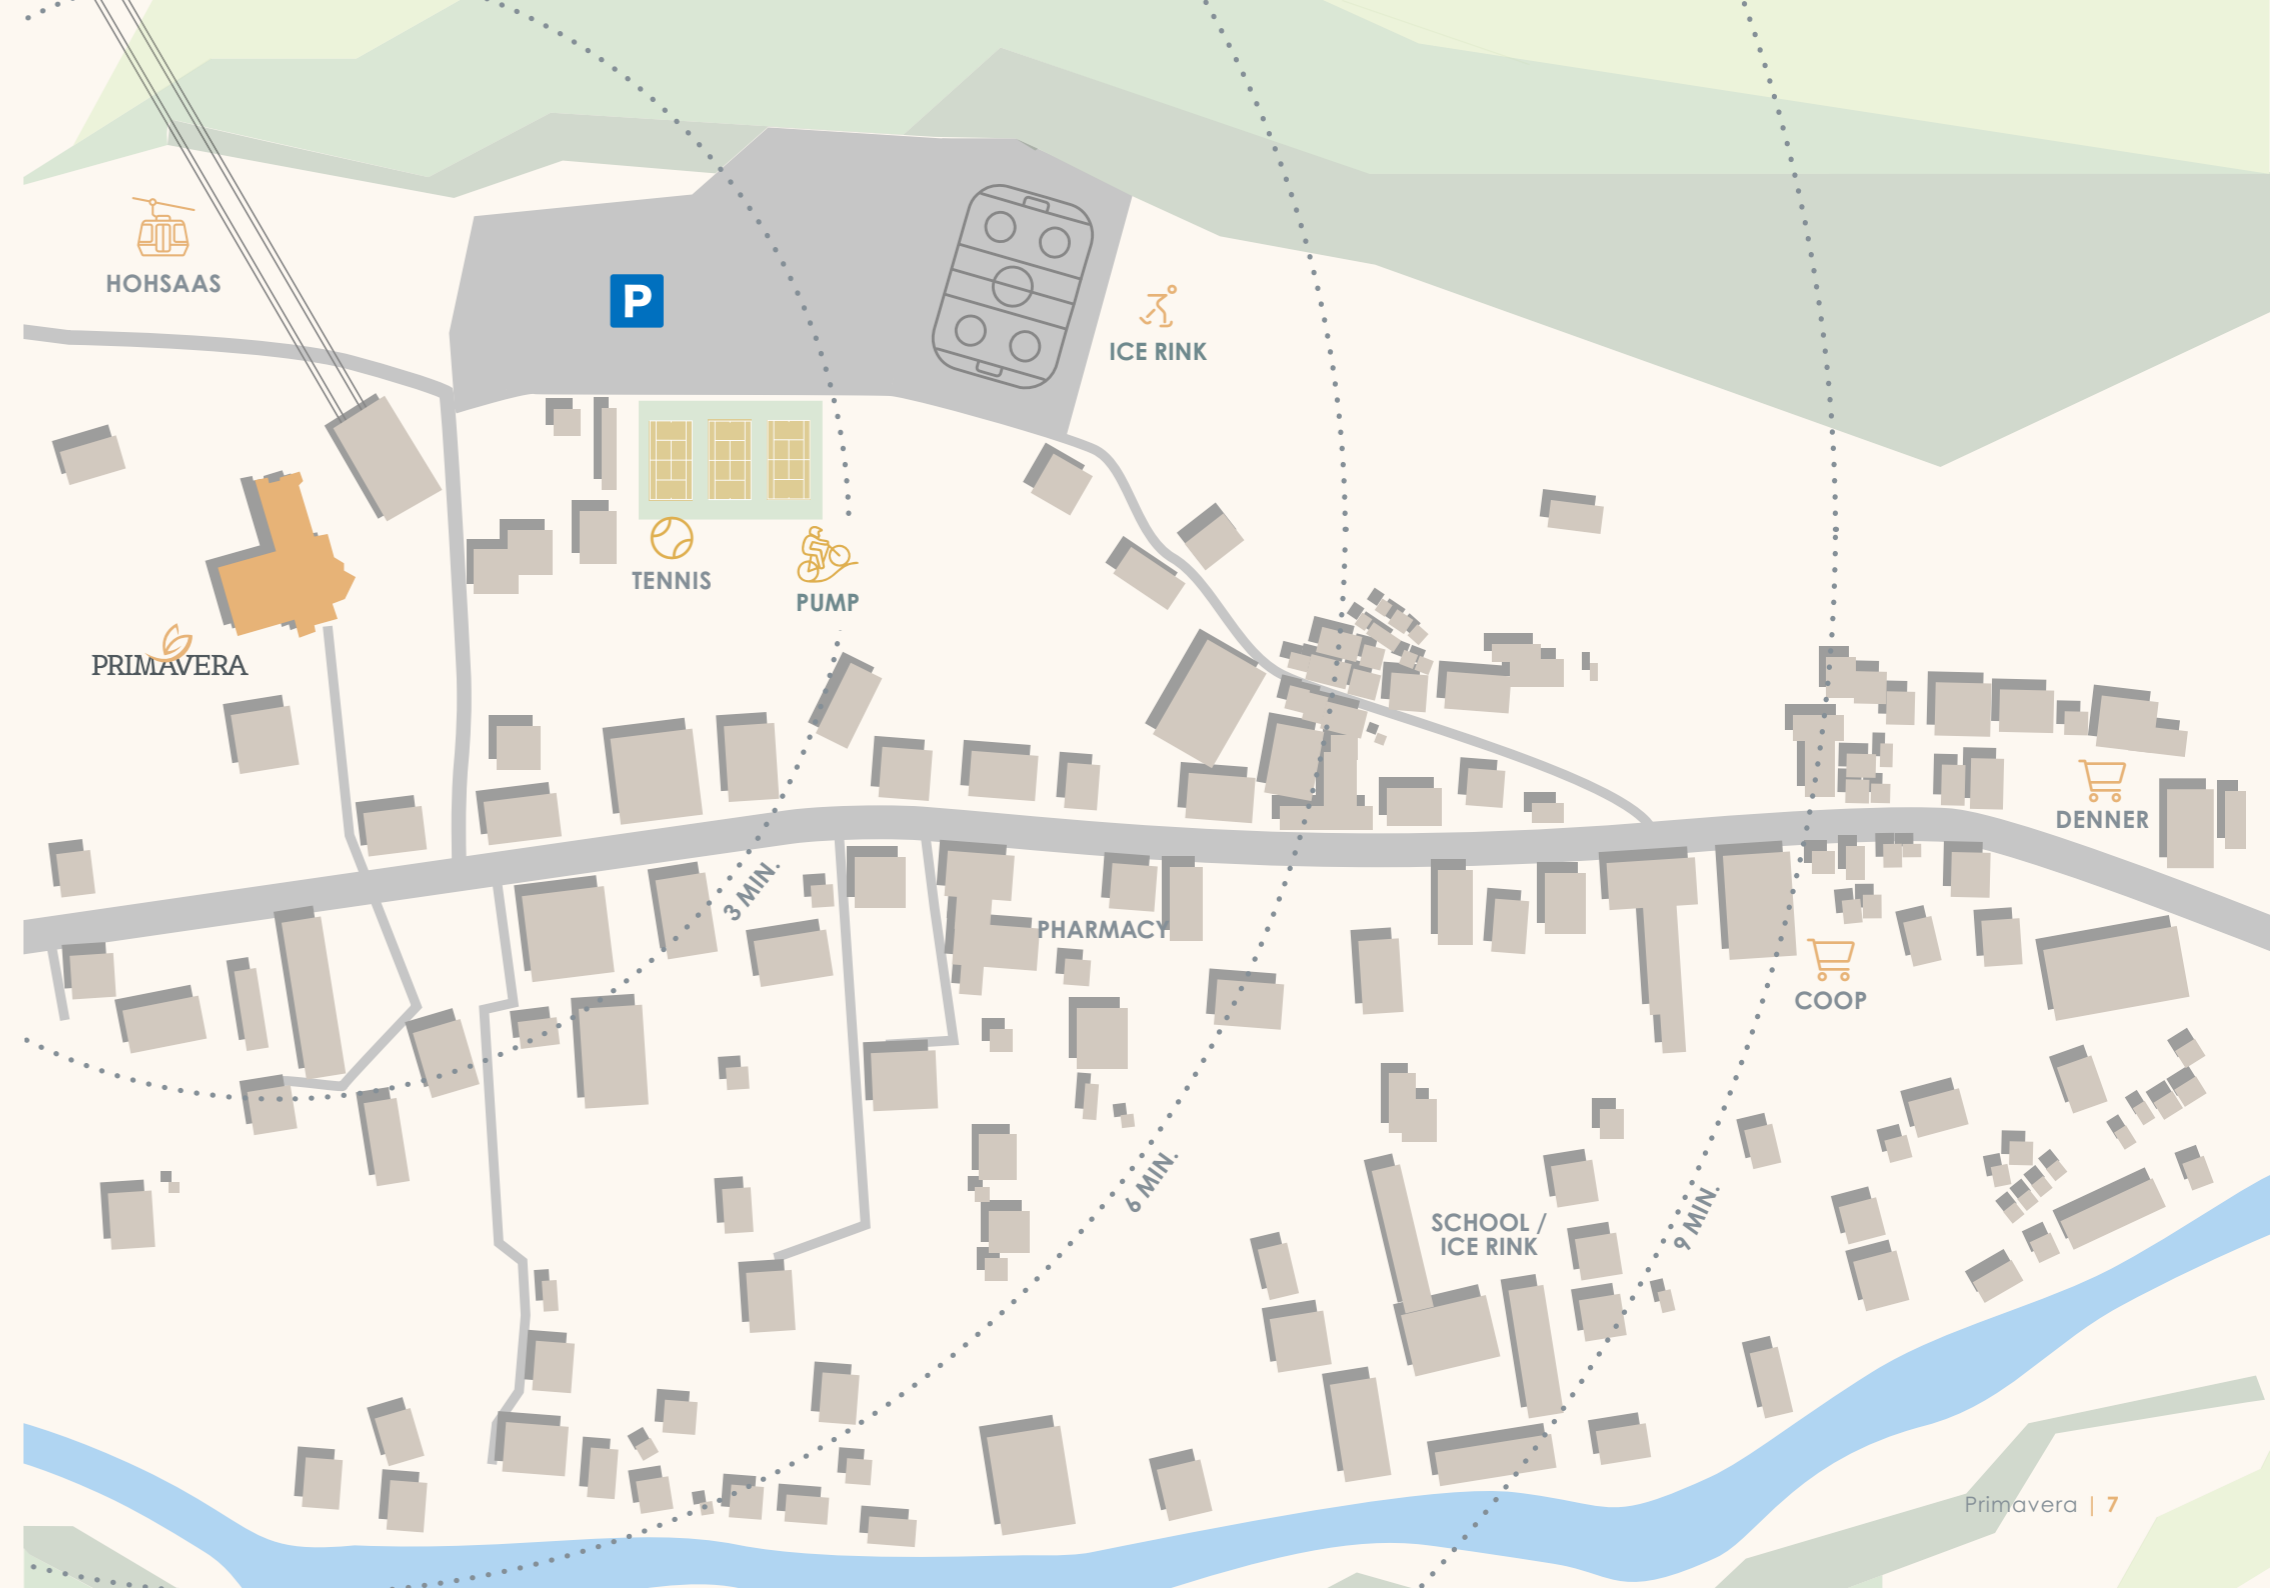 HOHSAAS
P
ICE RINK
TENNIS
PUMP
PRIMAVERA
DENNER
3 MIN.
PHARMACY
COOP
6 MIN.
9 MIN.
SCHOOL /
ICE RINK
Primavera | 7